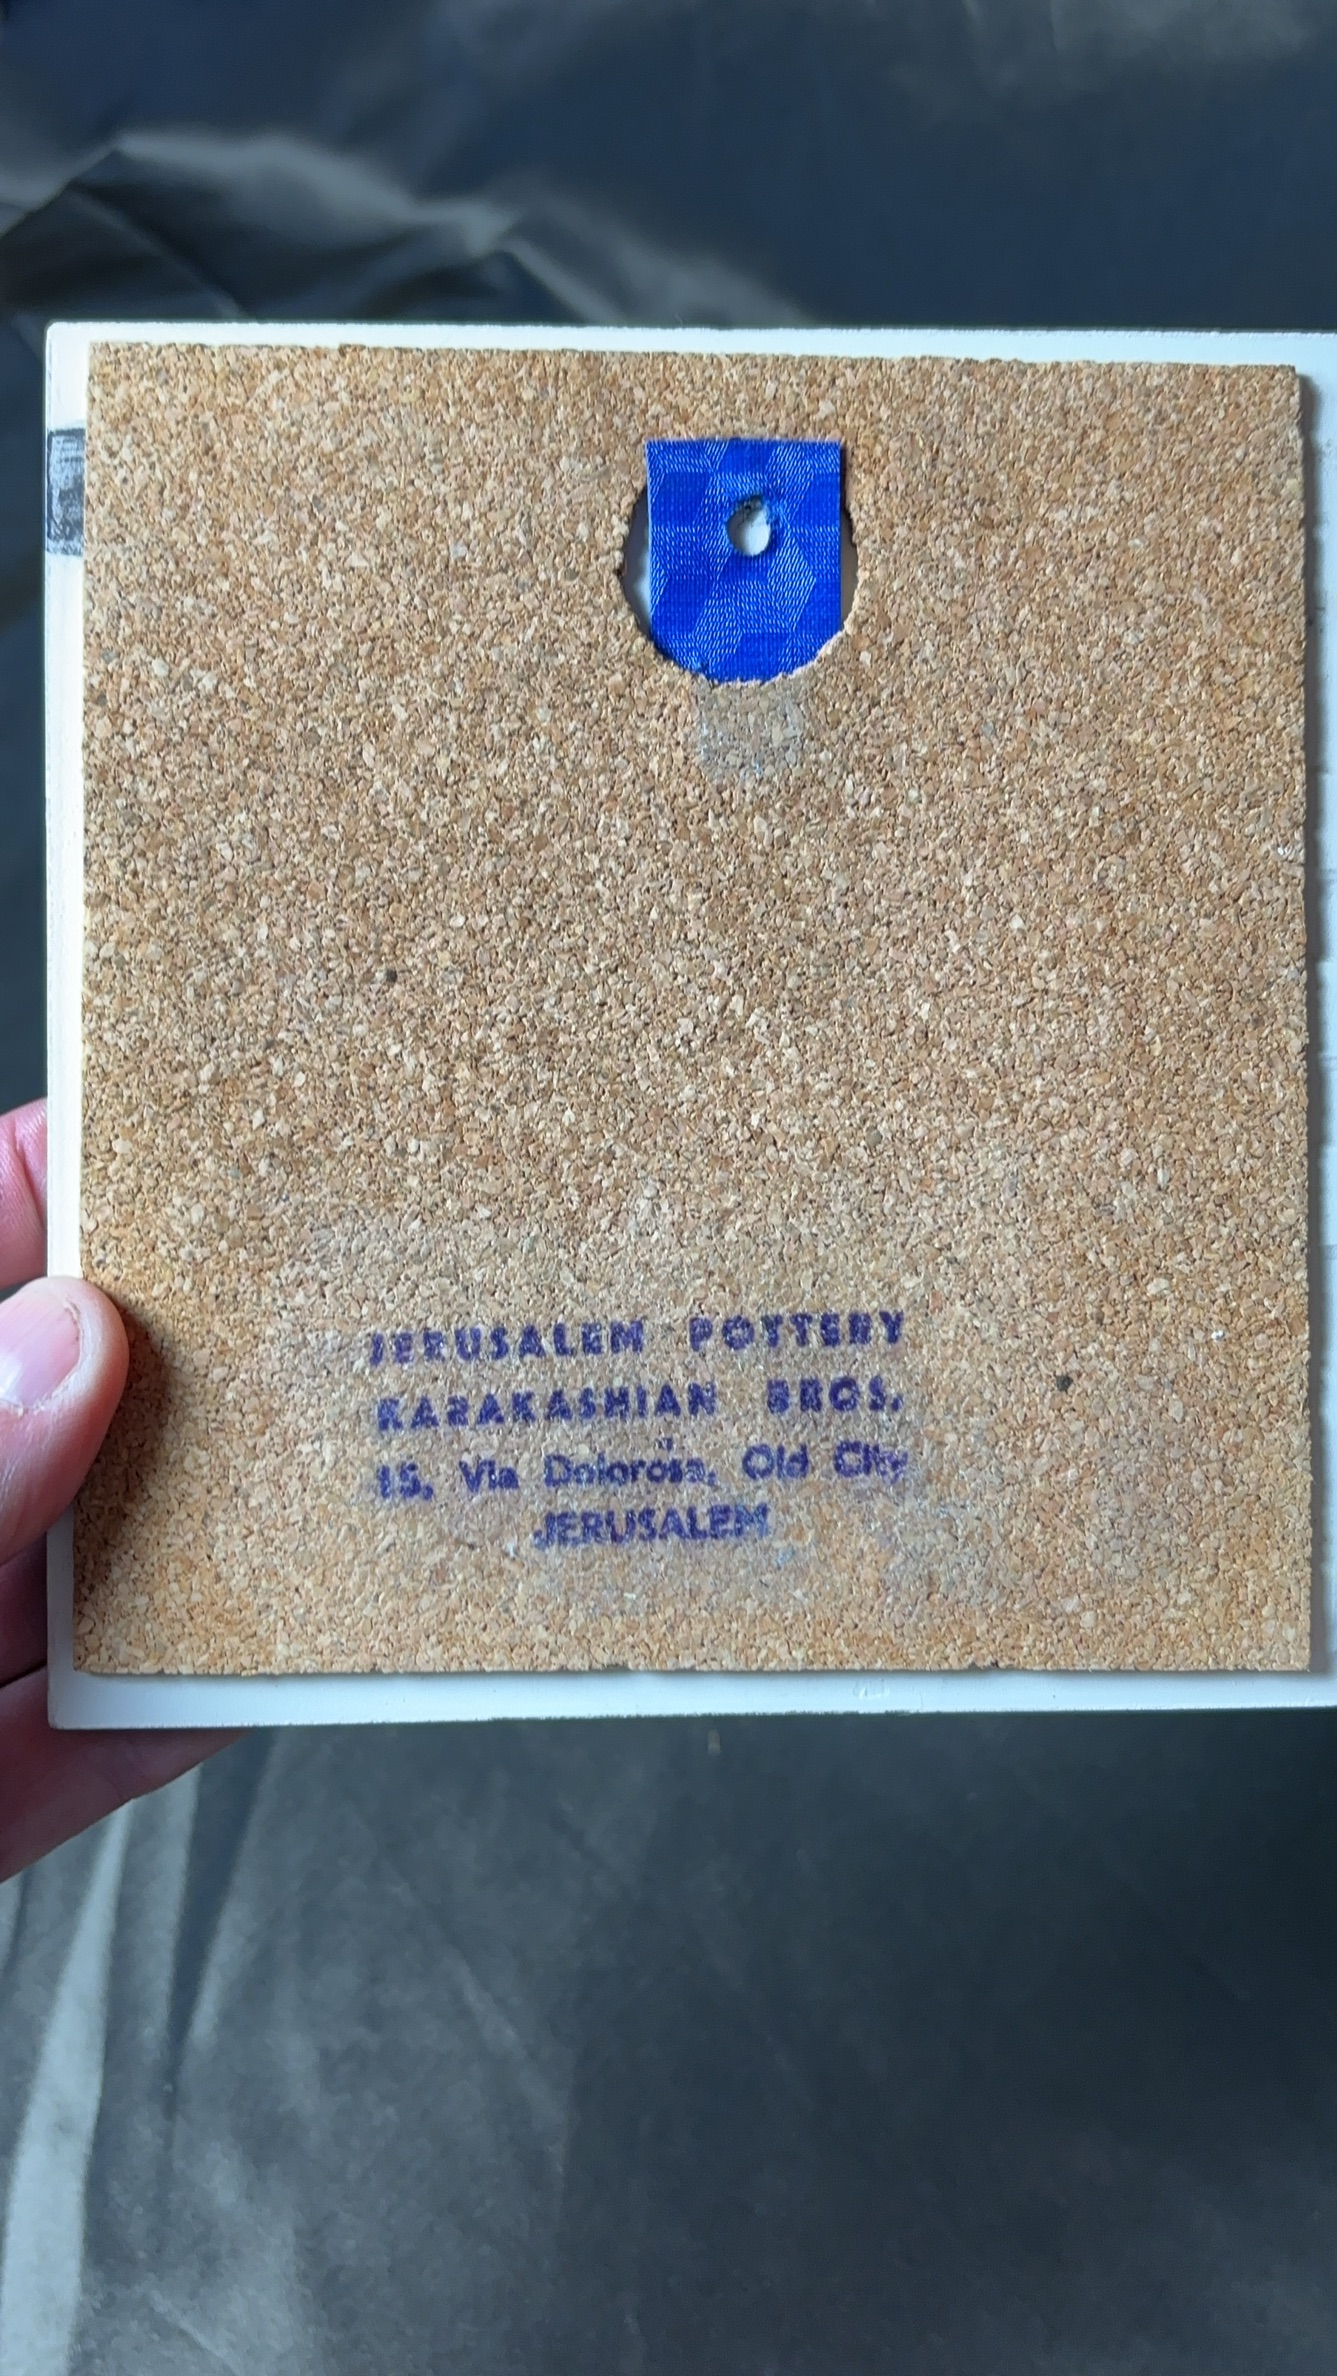 JERUSALEM POTTERY
KARAKASHIAN BROS.
15, Via Dolorosa, Old City
JERUSALEM